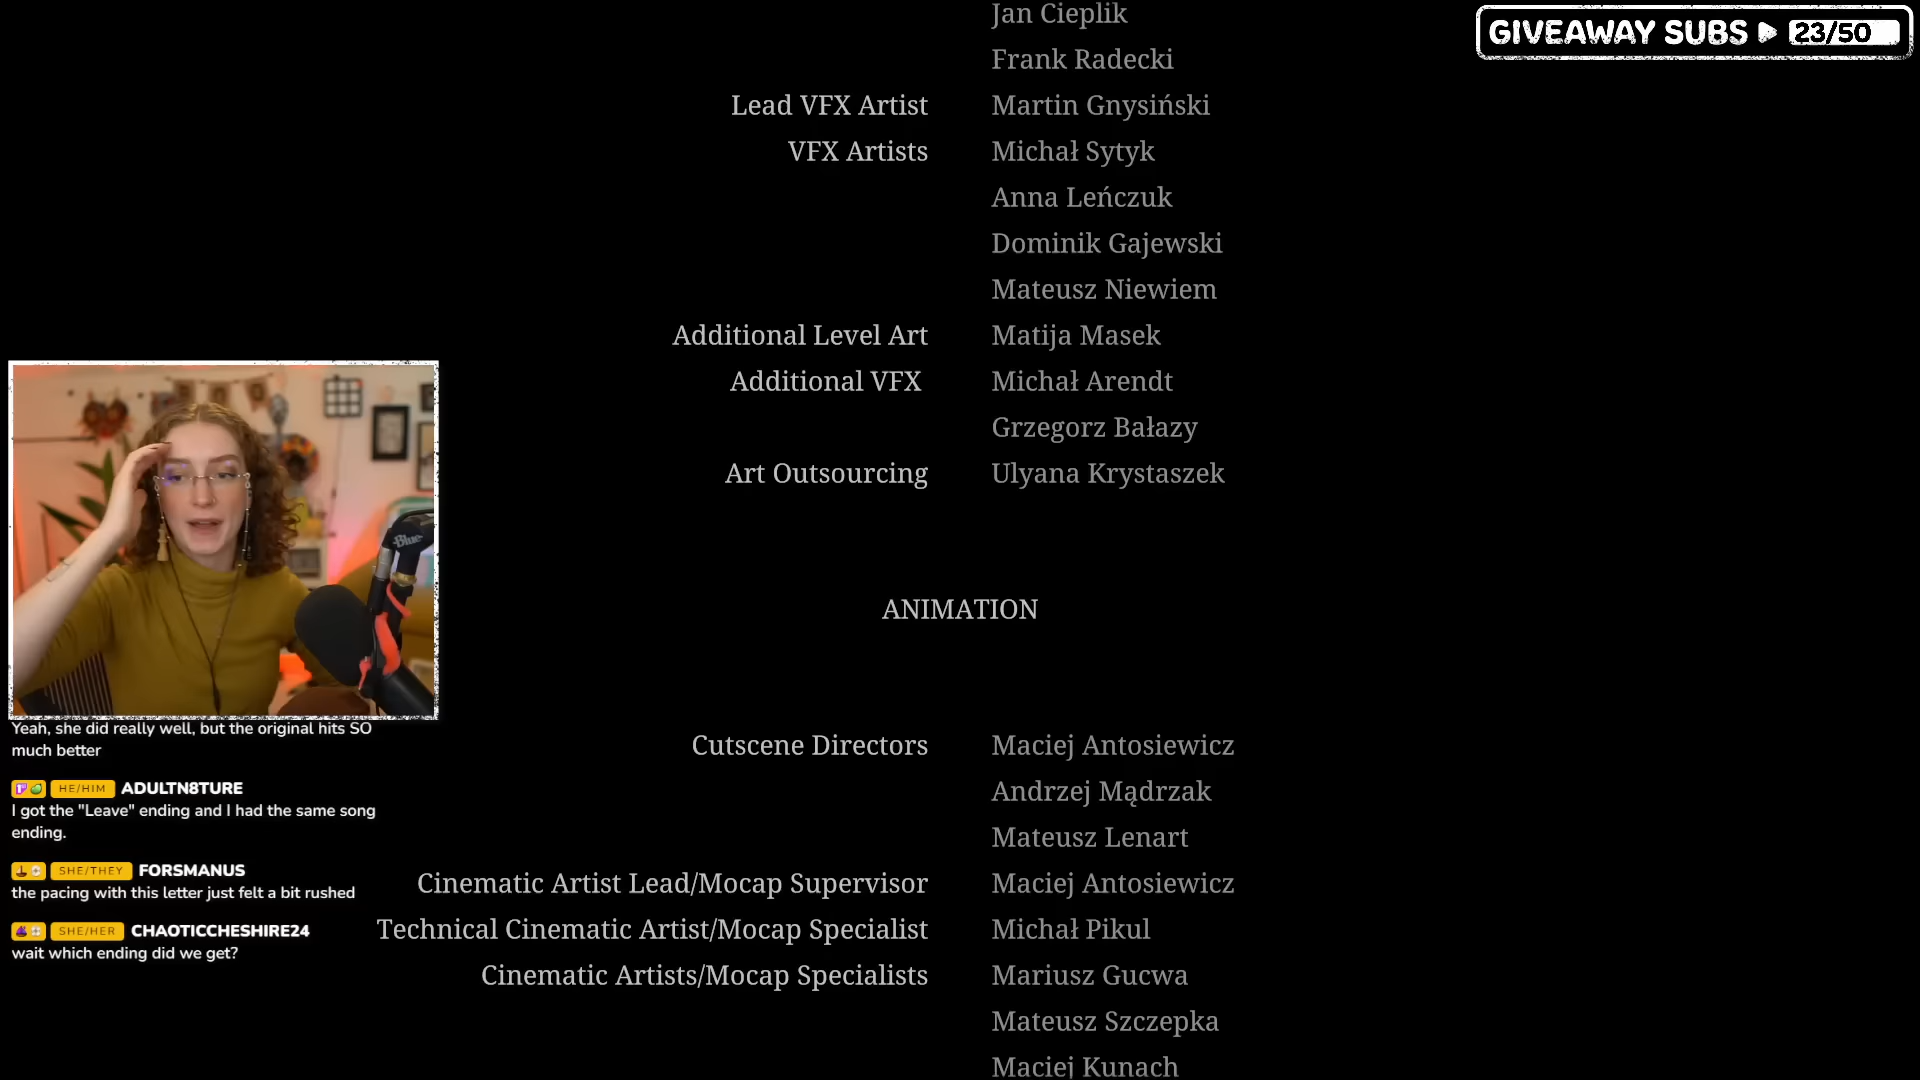 GIVEAWAY SUBS 23/50
Jan Cieplik
Frank Radecki
Lead VFX Artist Martin Gnysiński
VFX Artists Michał Sytyk
Anna Leńczuk
Dominik Gajewski
Mateusz Niewiem
Additional Level Art Matija Masek
Additional VFX Michał Arendt
Grzegorz Bałazy
Art Outsourcing Ulyana Krystaszek
ANIMATION
Cutscene Directors Maciej Antosiewicz
Andrzej Mądrzak
Mateusz Lenart
Cinematic Artist Lead/Mocap Supervisor Maciej Antosiewicz
Technical Cinematic Artist/Mocap Specialist Michał Pikul
Cinematic Artists/Mocap Specialists Mariusz Gucwa
Mateusz Szczepka
Maciej Kunach
Blue
Yeah, she did really well, but the original hits SO
much better
HE/HIM ADULTN8TURE
I got the "Leave" ending and I had the same song
ending.
SHE/THEY FORSMANUS
the pacing with this letter just felt a bit rushed
SHE/HER CHAOTICCHESHIRE24
wait which ending did we get?